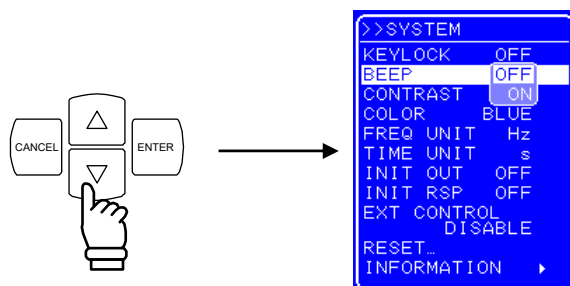 CANCEL
ENTER
>>SYSTEM
KEYLOCK OFF
BEEP OFF
CONTRAST ON
COLOR BLUE
FREQ UNIT Hz
TIME UNIT s
INIT OUT OFF
INIT RSP OFF
EXT CONTROL
DISABLE
RESET…
INFORMATION